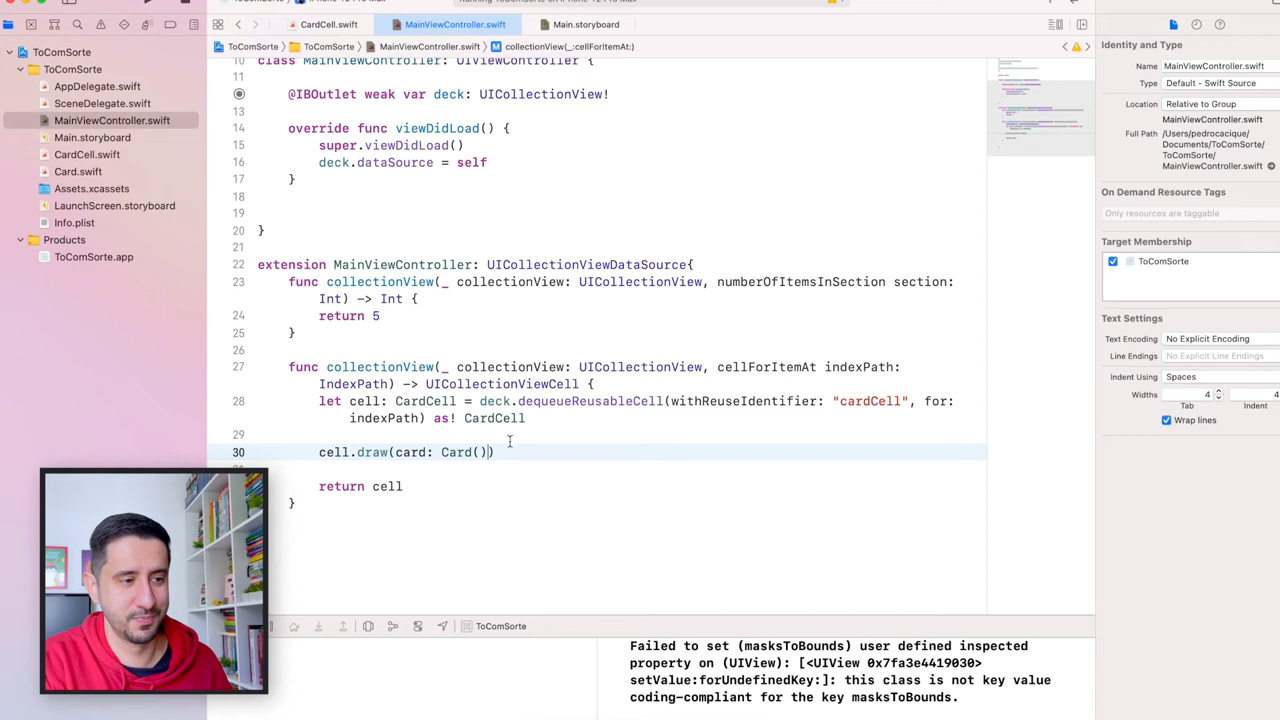 CardCell.swift
MainViewController.swift
Main.storyboard
ToComSorte
ToComSorte
MainViewController.swift
collectionView(_:cellForItemAt:)
ToComSorte
ToComSorte
AppDelegate.swift
SceneDelegate.swift
MainViewController.swift
Main.storyboard
CardCell.swift
Card.swift
Assets.xcassets
LaunchScreen.storyboard
Info.plist
Products
ToComSorte.app
10 class MainViewController: UIViewController {
11
@IBOutlet weak var deck: UICollectionView!
13
14 override func viewDidLoad() {
15 super.viewDidLoad()
16 deck.dataSource = self
17 }
18
19
20 }
21
22 extension MainViewController: UICollectionViewDataSource{
23 func collectionView(_ collectionView: UICollectionView, numberOfItemsInSection section:
Int) -> Int {
24 return 5
25 }
26
27 func collectionView(_ collectionView: UICollectionView, cellForItemAt indexPath:
IndexPath) -> UICollectionViewCell {
28 let cell: CardCell = deck.dequeueReusableCell(withReuseIdentifier: "cardCell", for:
indexPath) as! CardCell
29
30 cell.draw(card: Card())
return cell
}
ToComSorte
Failed to set (masksToBounds) user defined inspected
property on (UIView): [<UIView 0x7fa3e4419030>
setValue:forUndefinedKey:]: this class is not key value
coding-compliant for the key masksToBounds.
Identity and Type
Name MainViewController.swift
Type Default - Swift Source
Location Relative to Group
MainViewController.swift
Full Path /Users/pedrocacique/
Documents/ToComSorte/
ToComSorte/
MainViewController.swift
On Demand Resource Tags
Only resources are taggable
Target Membership
ToComSorte
Text Settings
Text Encoding No Explicit Encoding
Line Endings No Explicit Line Endings
Indent Using Spaces
Widths 4 4
Tab Indent
Wrap lines